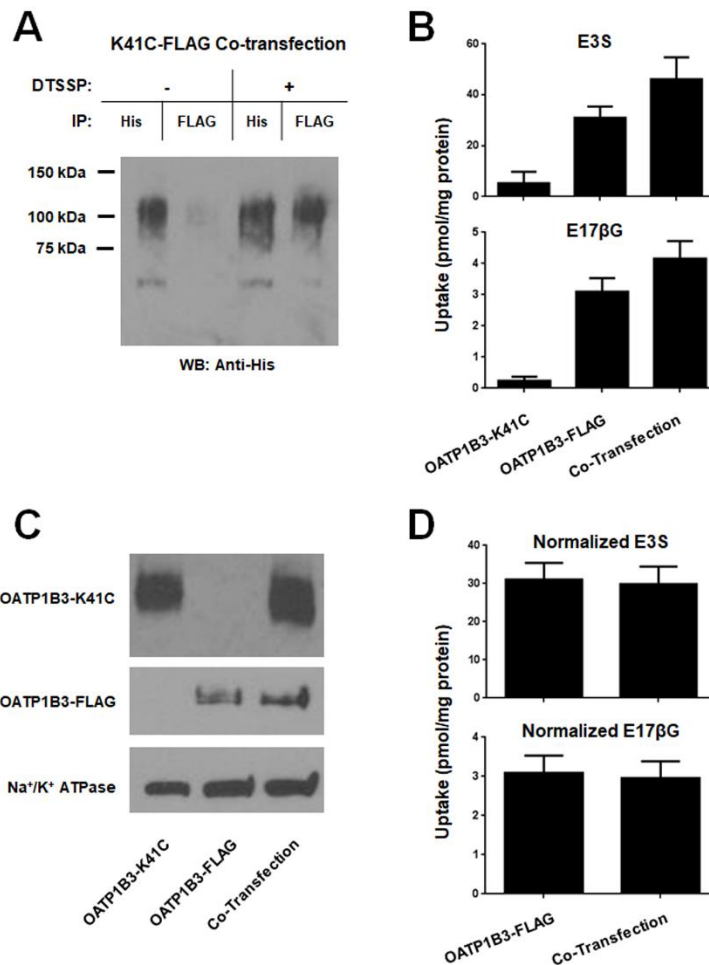 A
K41C-FLAG Co-transfection
DTSSP: - +
IP: His FLAG His FLAG
150 kDa
100 kDa
75 kDa
WB: Anti-His
B
E3S
60
40
20
0
E17βG
5
4
3
2
1
0
Uptake (pmol/mg protein)
OATP1B3-K41C
OATP1B3-FLAG
Co-Transfection
C
OATP1B3-K41C
OATP1B3-FLAG
Na⁺/K⁺ ATPase
OATP1B3-K41C
OATP1B3-FLAG
Co-Transfection
D
Normalized E3S
40
30
20
10
0
Normalized E17βG
4
3
2
1
0
Uptake (pmol/mg protein)
OATP1B3-FLAG
Co-Transfection